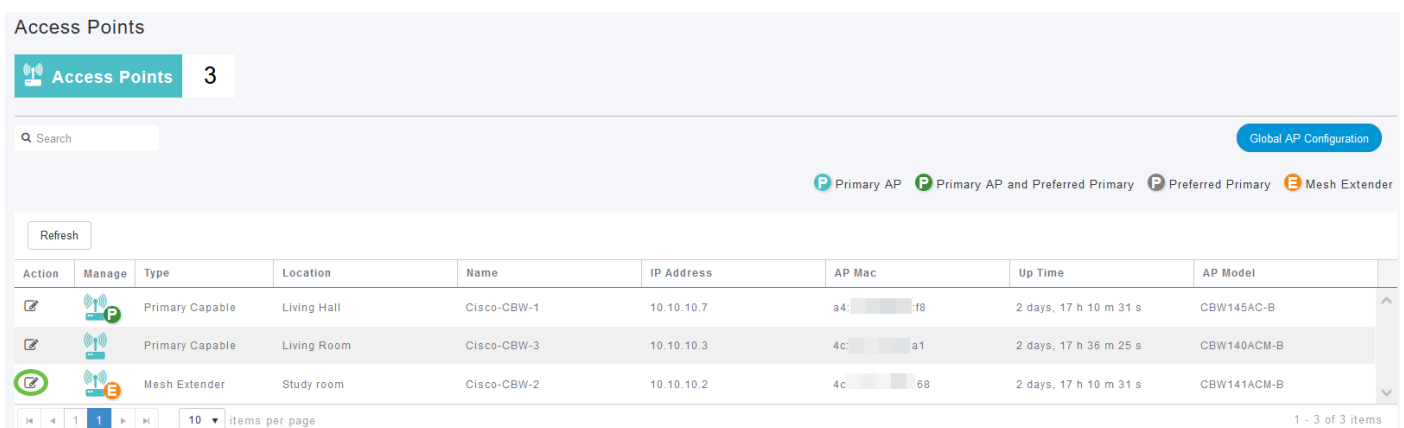 Access Points
Access Points 3
Search
Global AP Configuration
P Primary AP P Primary AP and Preferred Primary P Preferred Primary E Mesh Extender
Refresh
Action Manage Type Location Name IP Address AP Mac Up Time AP Model
P Primary Capable Living Hall Cisco-CBW-1 10.10.10.7 a4: :f8 2 days, 17 h 10 m 31 s CBW145AC-B
Primary Capable Living Room Cisco-CBW-3 10.10.10.3 4c: a1 2 days, 17 h 36 m 25 s CBW140ACM-B
E Mesh Extender Study room Cisco-CBW-2 10.10.10.2 4c 68 2 days, 17 h 10 m 31 s CBW141ACM-B
1 1 10 items per page 1 - 3 of 3 items